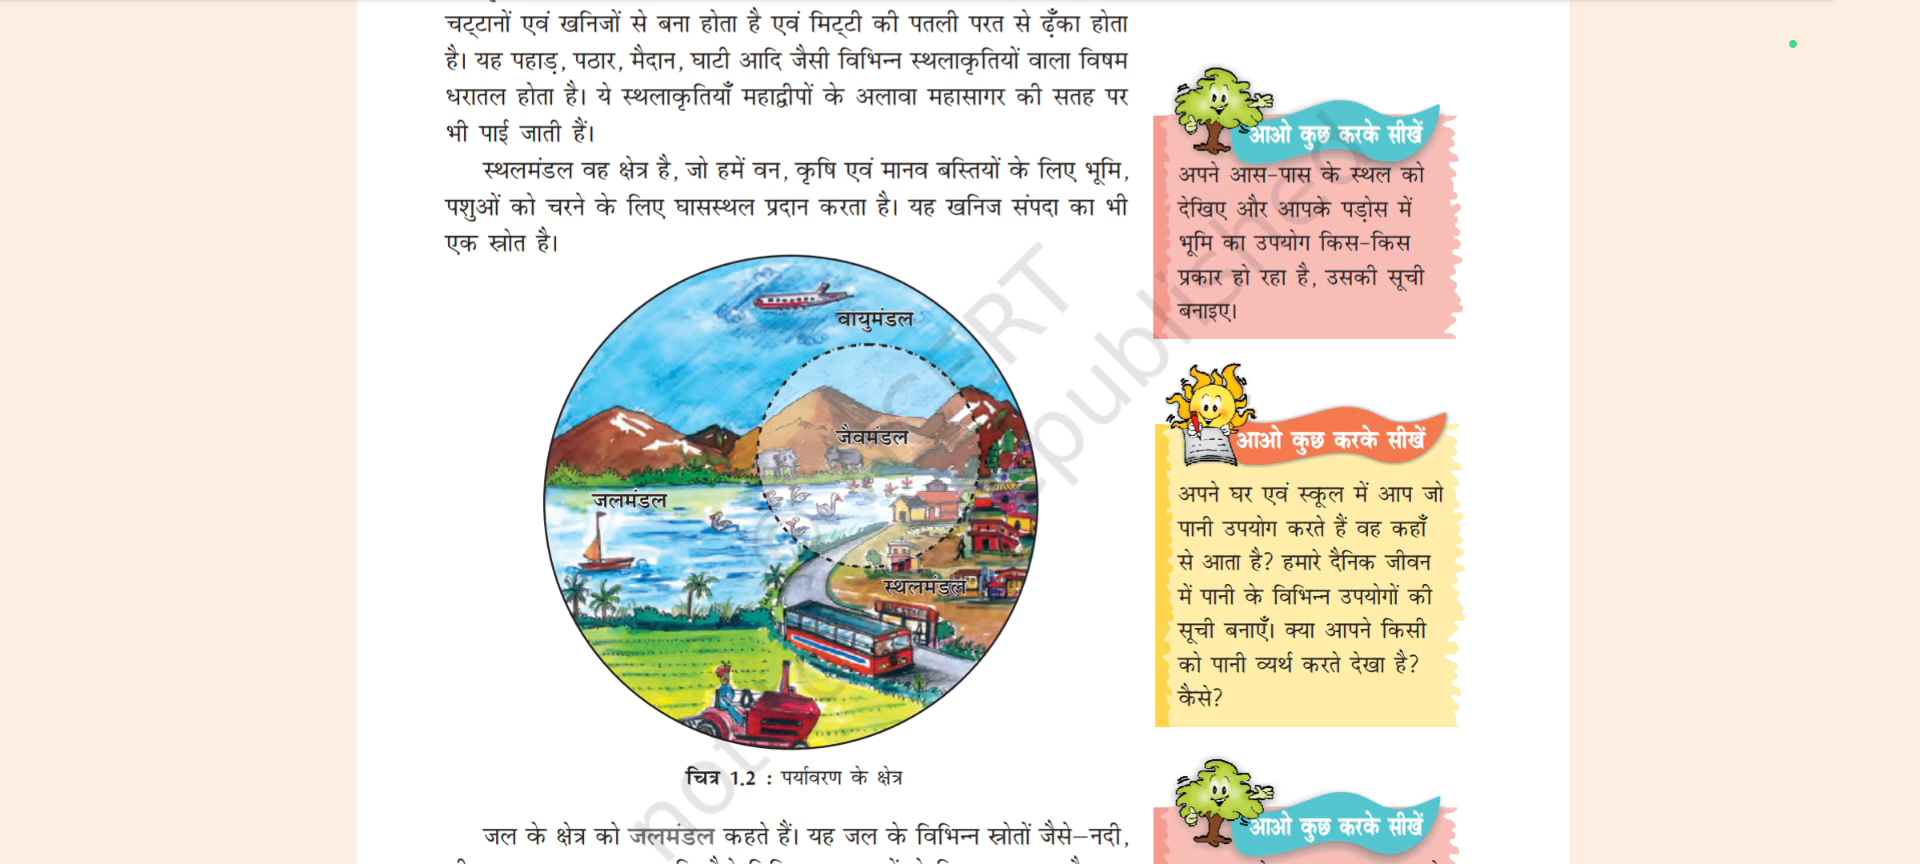 चट्टानों एवं खनिजों से बना होता है एवं मिट्टी की पतली परत से ढ़ँका होता
है। यह पहाड़, पठार, मैदान, घाटी आदि जैसी विभिन्न स्थलाकृतियों वाला विषम
धरातल होता है। ये स्थलाकृतियाँ महाद्वीपों के अलावा महासागर की सतह पर
भी पाई जाती हैं।
स्थलमंडल वह क्षेत्र है, जो हमें वन, कृषि एवं मानव बस्तियों के लिए भूमि,
पशुओं को चरने के लिए घासस्थल प्रदान करता है। यह खनिज संपदा का भी
एक स्रोत है।
वायुमंडल
जैवमंडल
जलमंडल
स्थलमंडल
चित्र 1.2 : पर्यावरण के क्षेत्र
जल के क्षेत्र को जलमंडल कहते हैं। यह जल के विभिन्न स्रोतों जैसे–नदी,
आओ कुछ करके सीखें
अपने आस-पास के स्थल को
देखिए और आपके पड़ोस में
भूमि का उपयोग किस-किस
प्रकार हो रहा है, उसकी सूची
बनाइए।
आओ कुछ करके सीखें
अपने घर एवं स्कूल में आप जो
पानी उपयोग करते हैं वह कहाँ
से आता है? हमारे दैनिक जीवन
में पानी के विभिन्न उपयोगों की
सूची बनाएँ। क्या आपने किसी
को पानी व्यर्थ करते देखा है?
कैसे?
आओ कुछ करके सीखें
not
republished